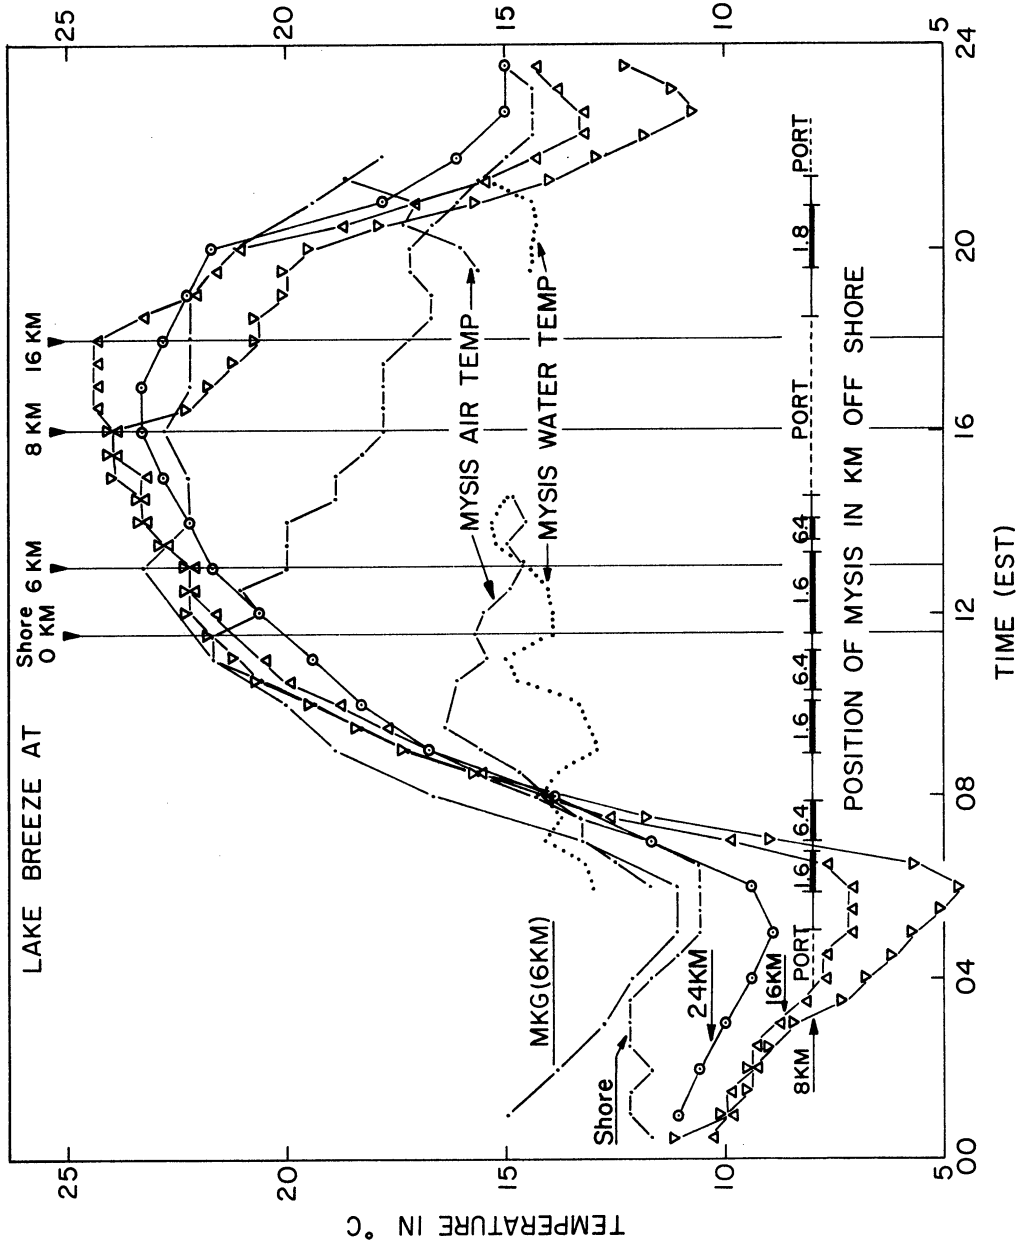 LAKE BREEZE AT
Shore
0 KM
6 KM
8 KM
16 KM
25
20
15
10
5
25
20
15
10
5
TEMPERATURE IN °C
MKG(6KM)
Shore
24KM
16KM
8KM
MYSIS AIR TEMP
MYSIS WATER TEMP
PORT
1.6
6.4
1.6
6.4
1.6
6.4
PORT
1.8
PORT
POSITION OF MYSIS IN KM OFF SHORE
00
04
08
12
16
20
24
TIME (EST)